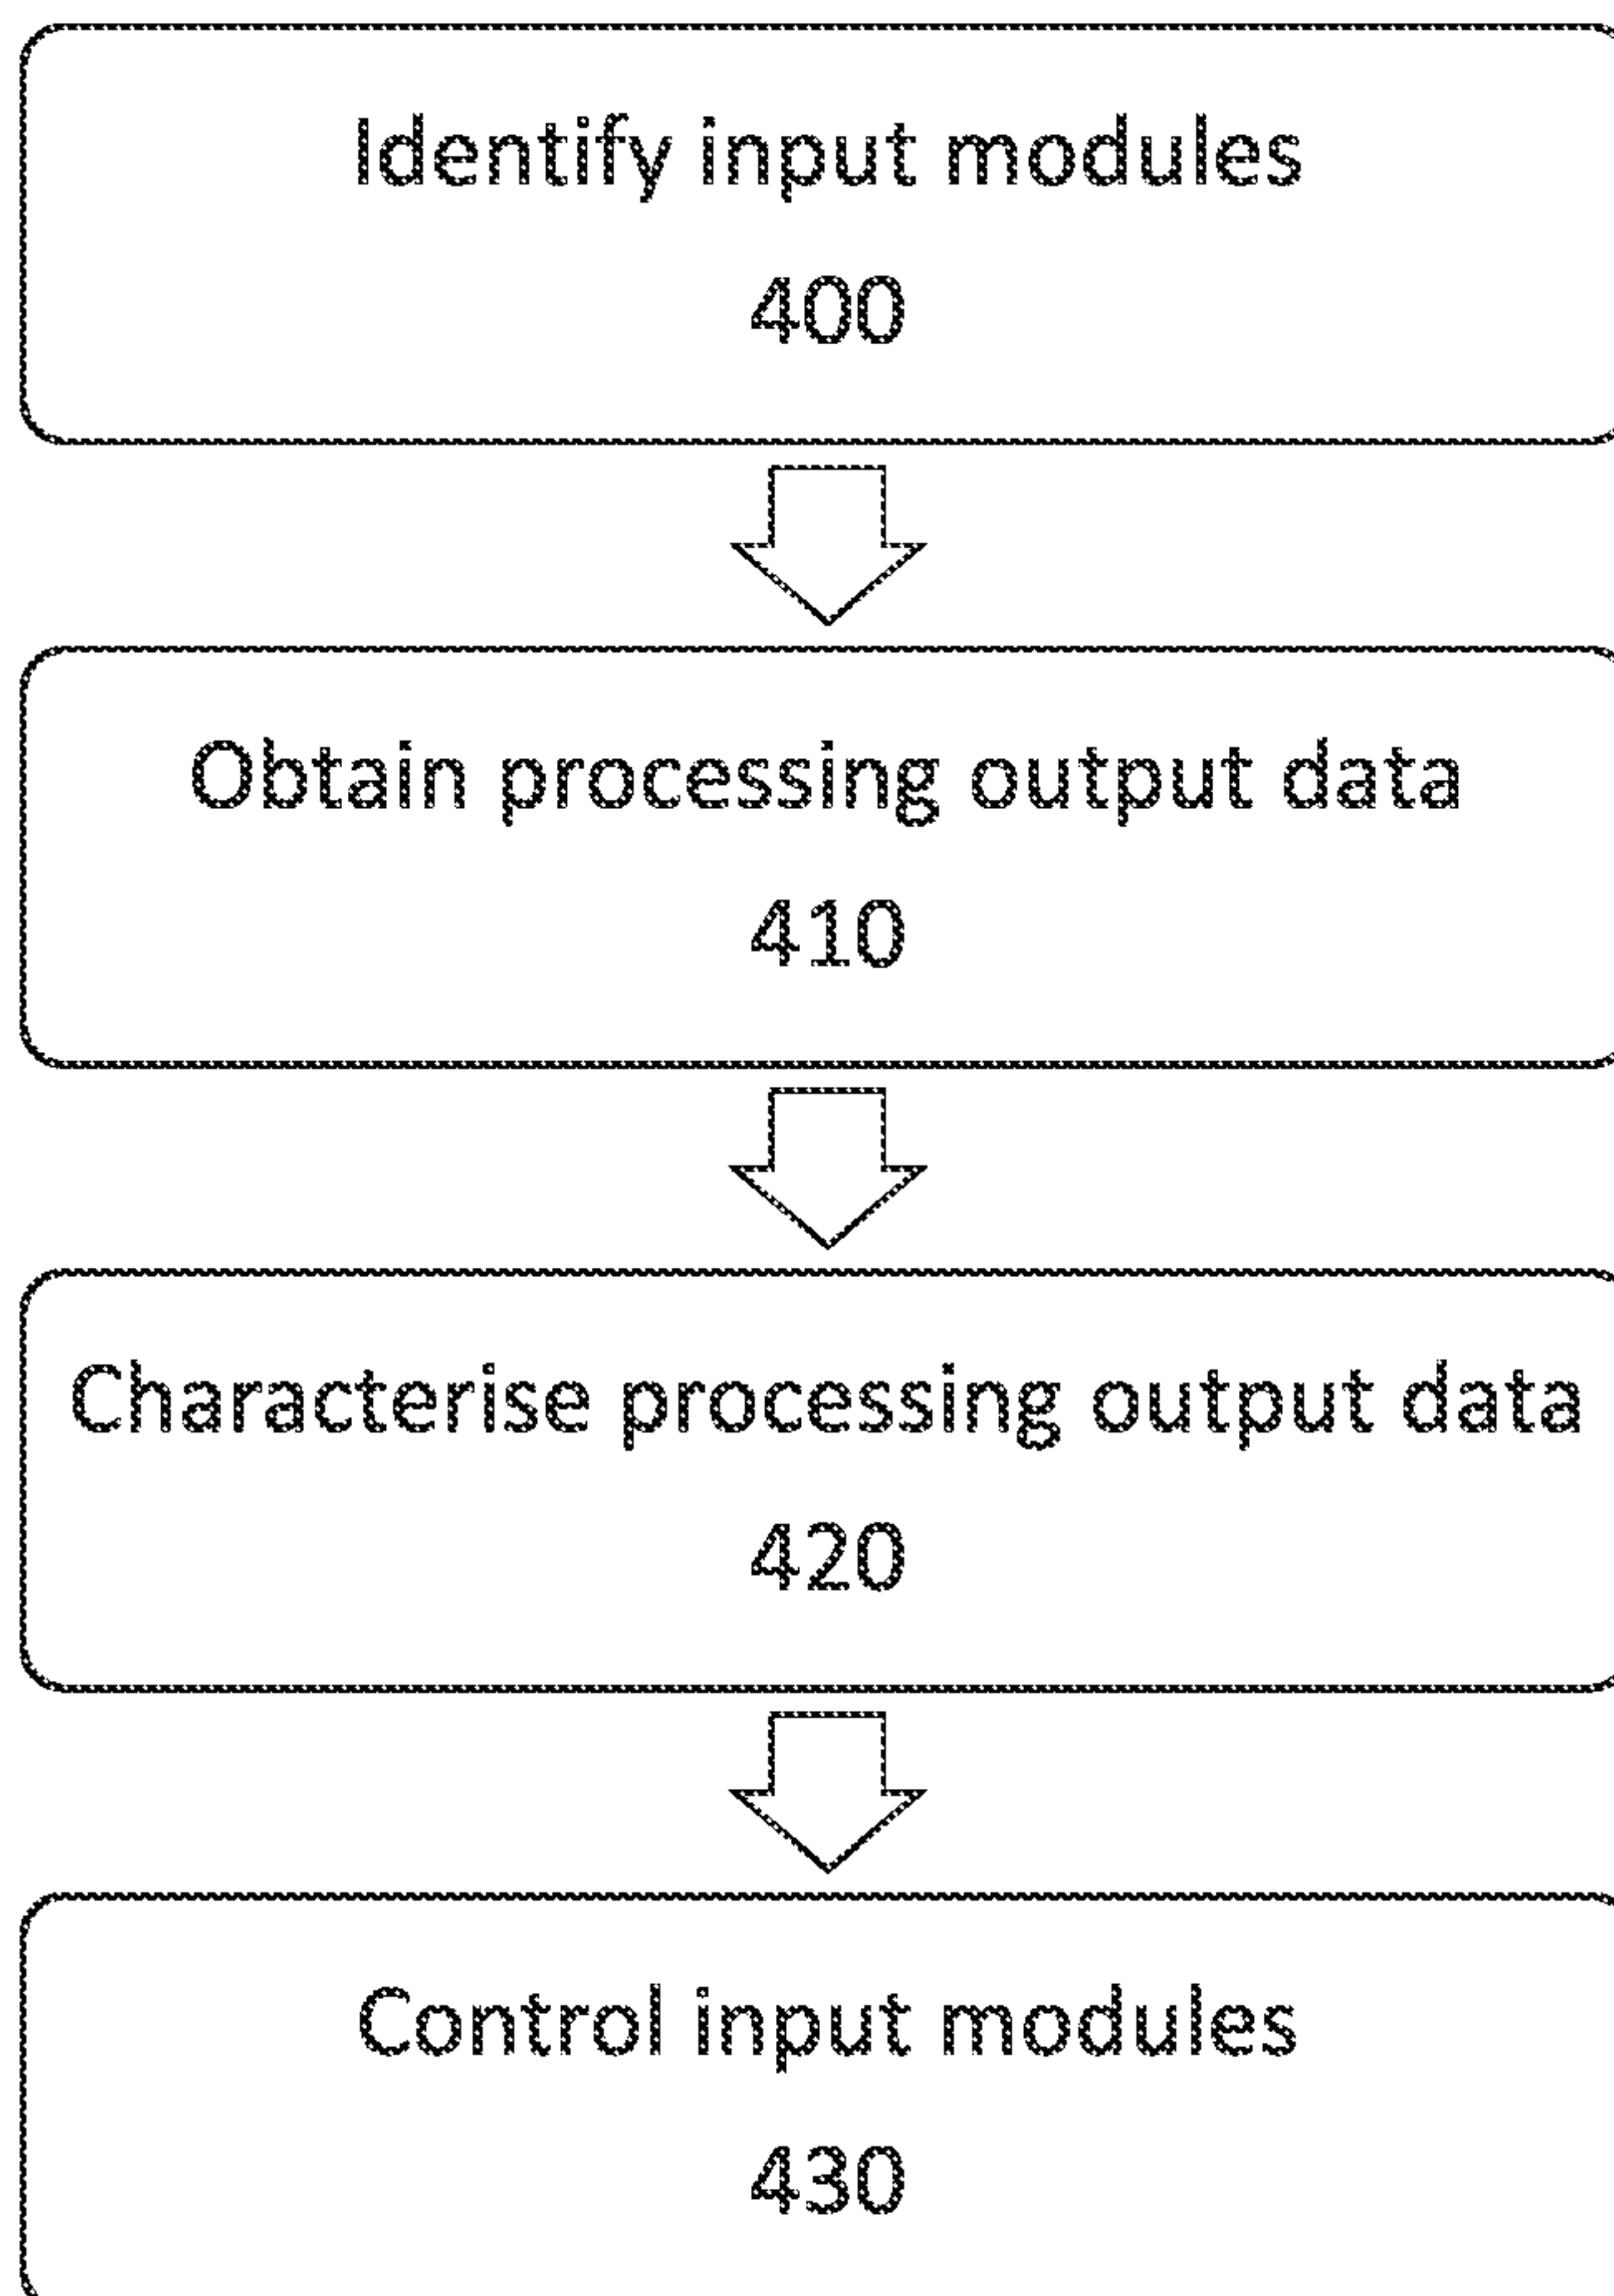 Identify input modules
400
Obtain processing output data
410
Characterise processing output data
420
Control input modules
430